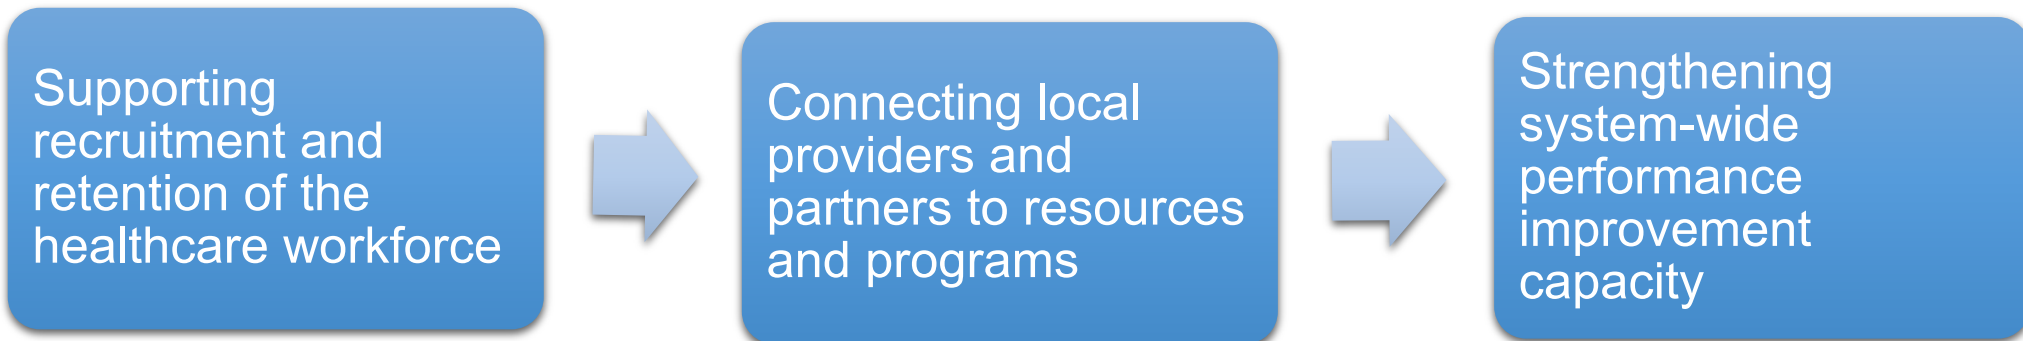 Supporting
recruitment and
retention of the
healthcare workforce
Connecting local
providers and
partners to resources
and programs
Strengthening
system-wide
performance
improvement
capacity